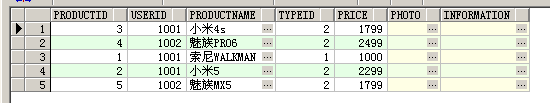 PRODUCTID USERID PRODUCTNAME TYPEID PRICE PHOTO INFORMATION
1 3 1001 小米4s ... 2 1799 ... ...
2 4 1002 魅族PRO6 ... 2 2499 ... ...
3 1 1001 索尼WALKMAN ... 1 1000 ... ...
4 2 1001 小米5 ... 2 2299 ... ...
5 5 1002 魅族MX5 ... 2 1799 ... ...